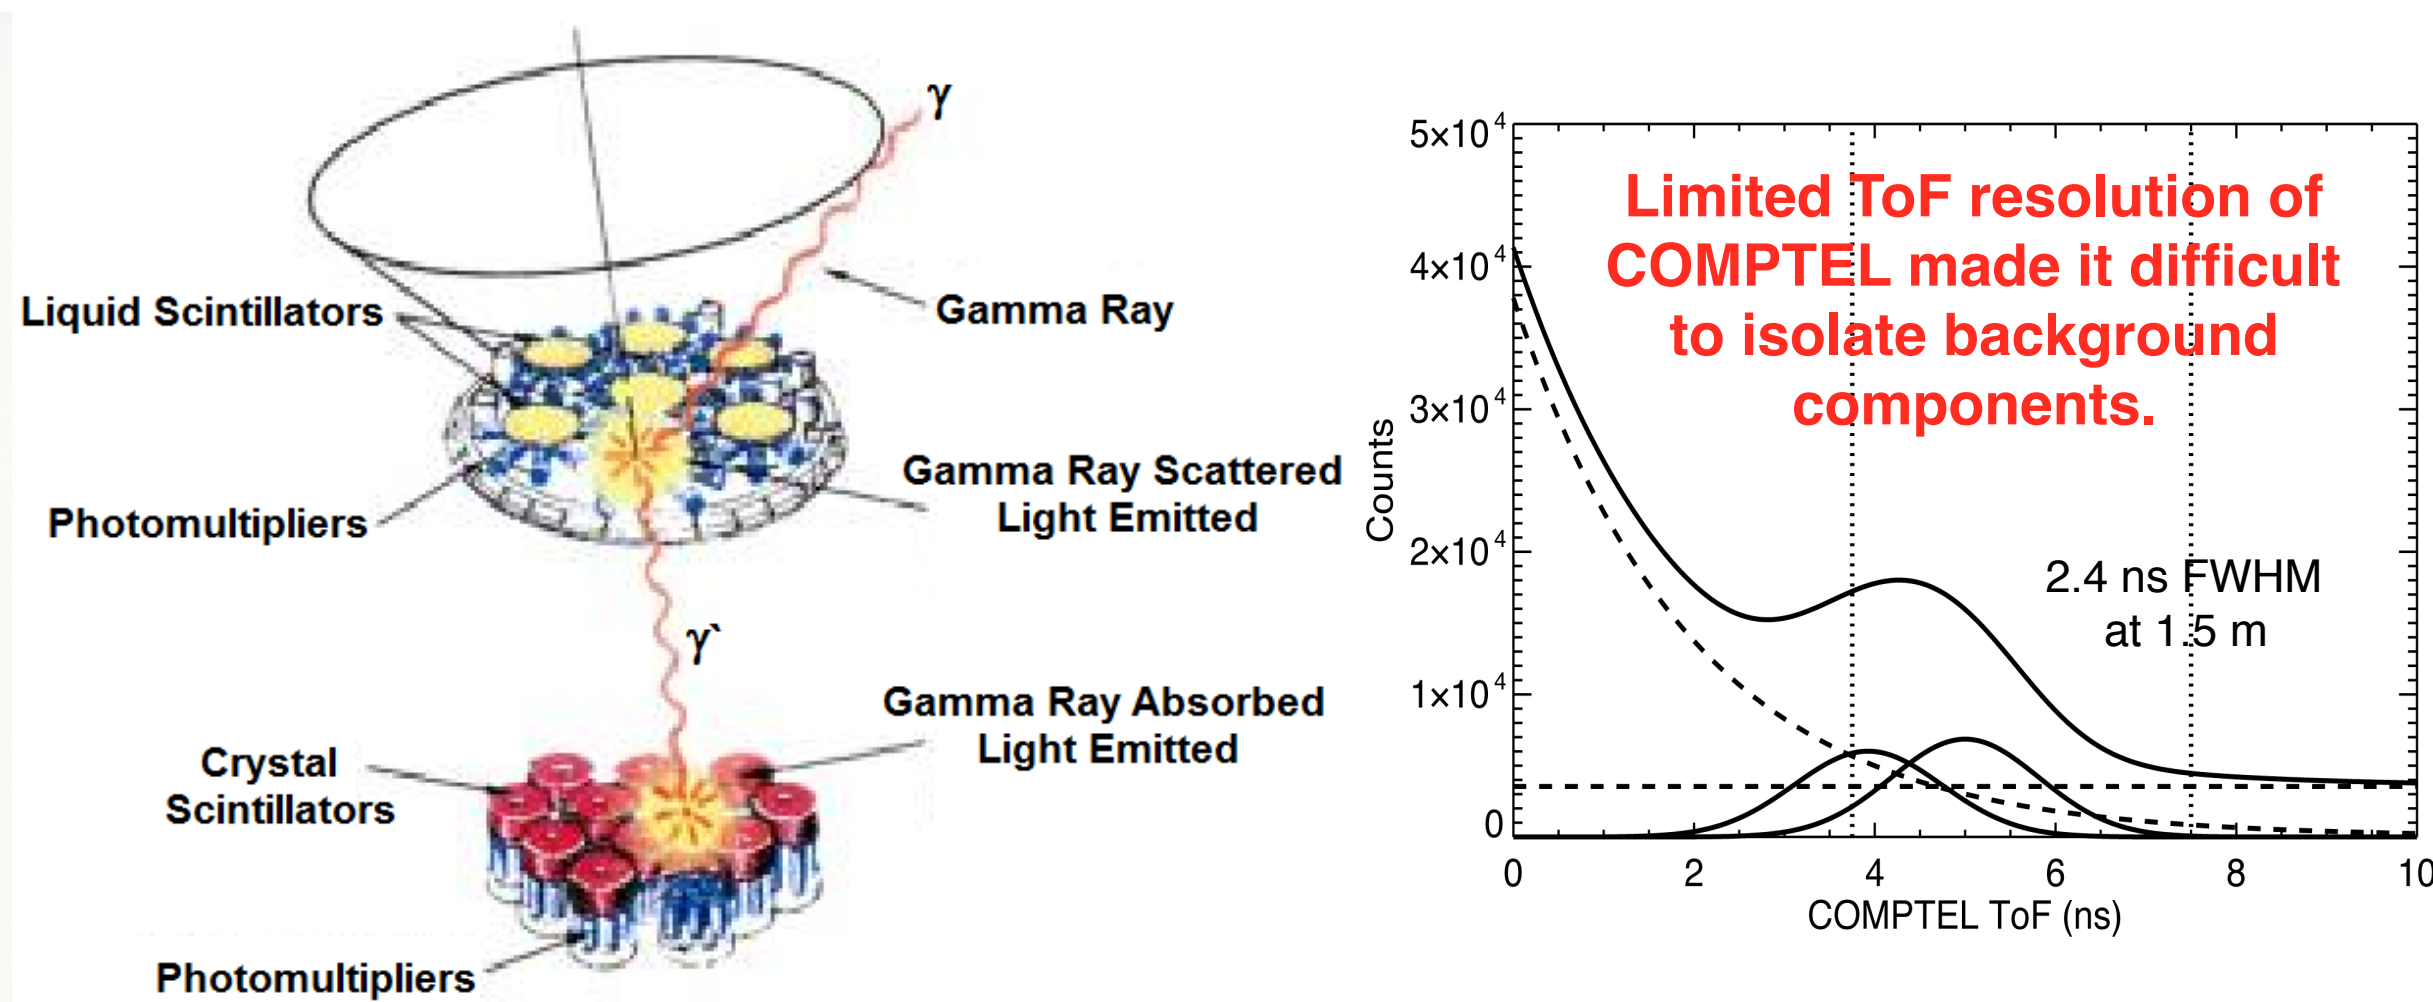 γ
Liquid Scintillators
Gamma Ray
Gamma Ray Scattered
Light Emitted
Photomultipliers
γ`
Gamma Ray Absorbed
Light Emitted
Crystal
Scintillators
Photomultipliers
Limited ToF resolution of
COMPTEL made it difficult
to isolate background
components.
2.4 ns FWHM
at 1.5 m
Counts
5×10⁴
4×10⁴
3×10⁴
2×10⁴
1×10⁴
0
0 2 4 6 8 10
COMPTEL ToF (ns)